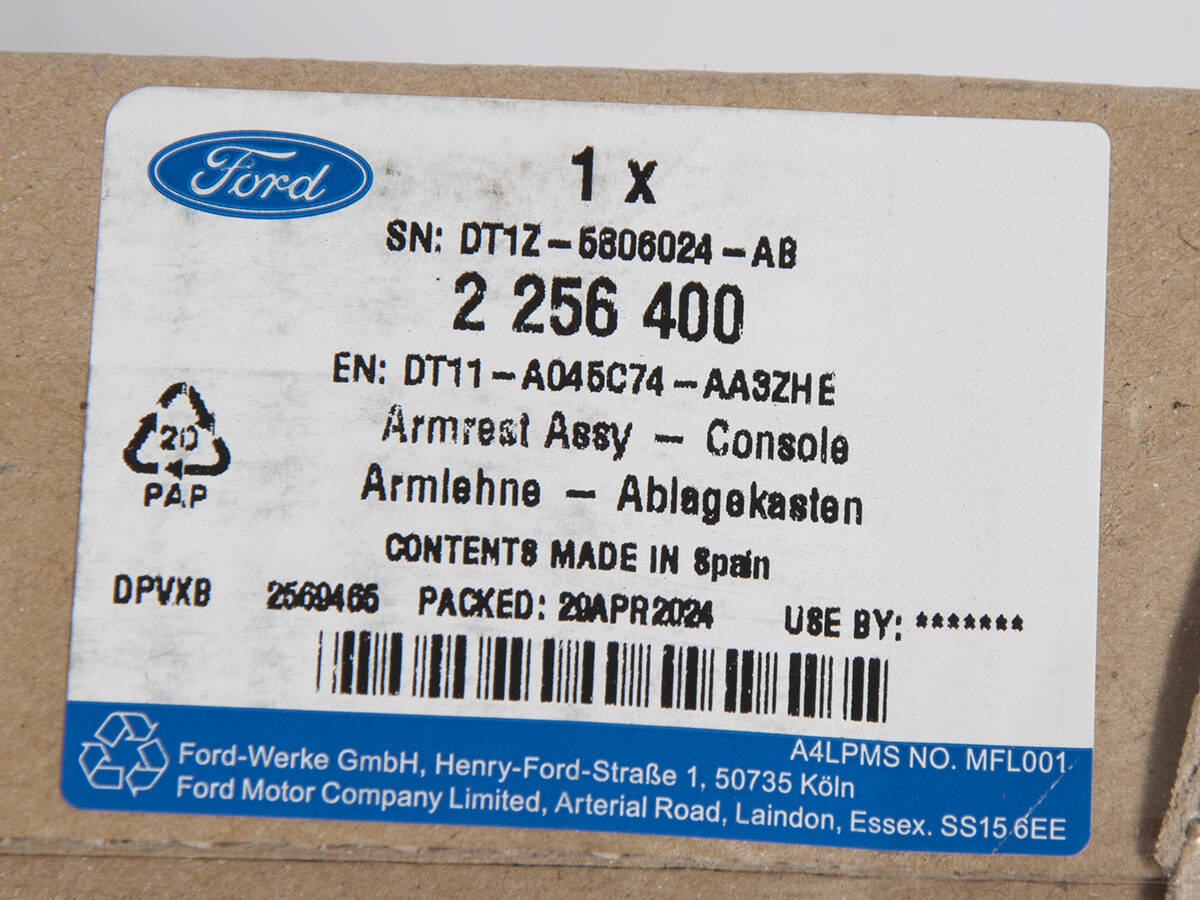 Ford
1 x
SN: DT1Z-5806024-AB
2 256 400
EN: DT11-A045C74-AA3ZHE
Armrest Assy - Console
20
PAP
Armlehne - Ablagekasten
CONTENTS MADE IN Spain
DPVXB 2569465 PACKED: 29APR2024 USE BY: *******
A4LPMS NO. MFL001
Ford-Werke GmbH, Henry-Ford-Straße 1, 50735 Köln
Ford Motor Company Limited, Arterial Road, Laindon, Essex. SS15 6EE